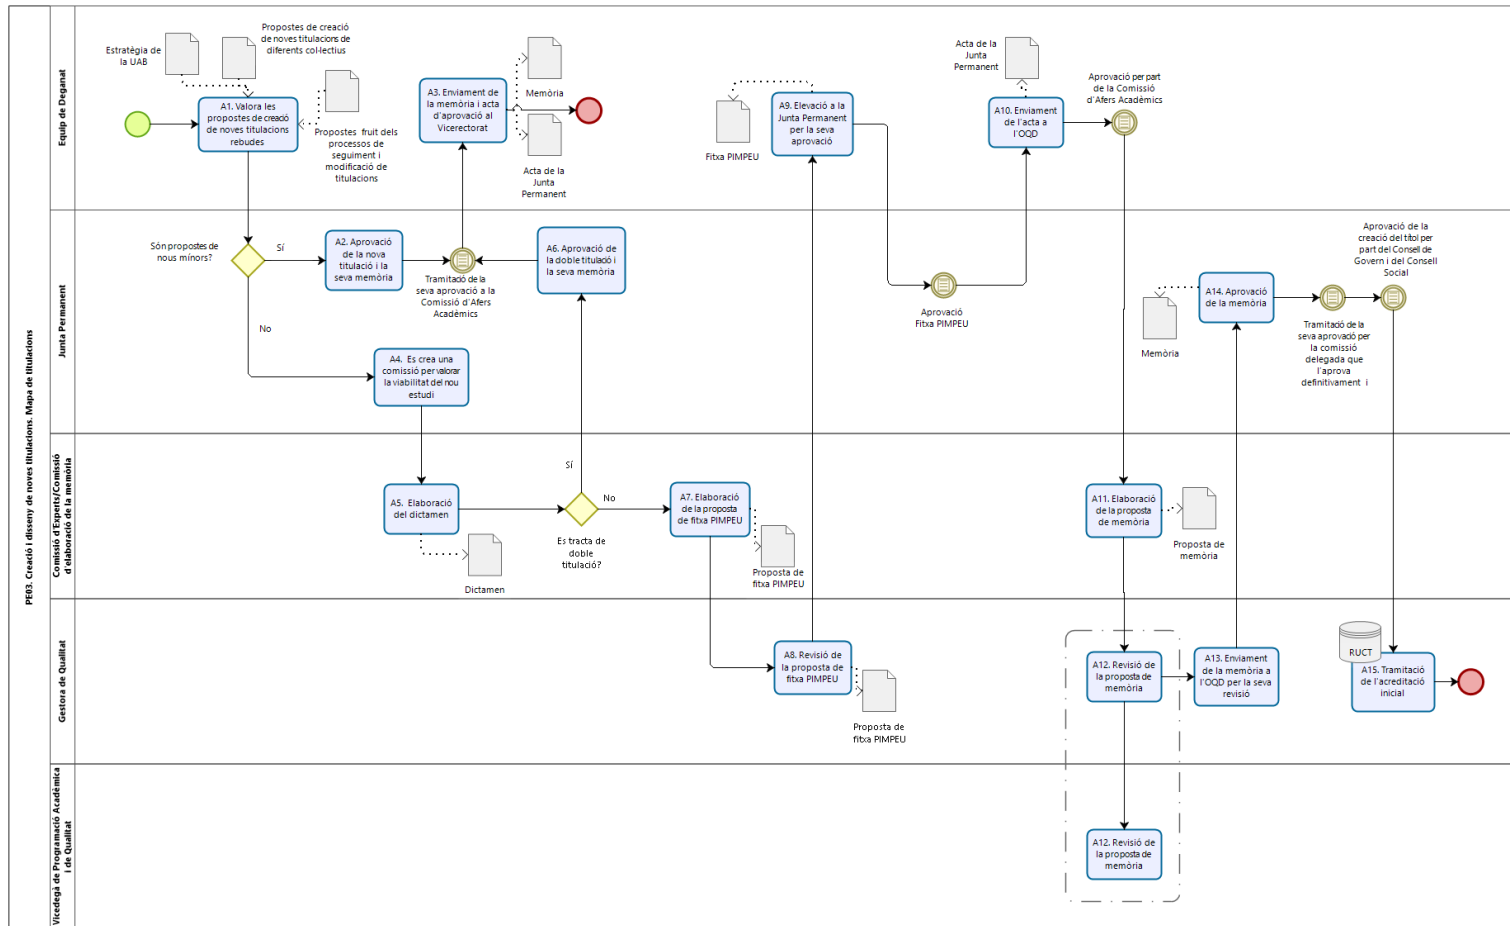 PE03. Creació i disseny de noves titulacions. Mapa de titulacions
Equip de Deganat
Estratègia de
la UAB
Propostes de creació
de noves titulacions de
diferents col·lectius
A1. Valora les
propostes de creació
de noves titulacions
rebudes
Propostes fruit dels
processos de
seguiment i
modificació de
titulacions
A3. Enviament de
la memòria i acta
d'aprovació al
Vicerectorat
Memòria
Acta de la
Junta
Permanent
Fitxa PIMPEU
A9. Elevació a la
Junta Permanent
per la seva
aprovació
Acta de la
Junta
Permanent
A10. Enviament
de l'acta a
l'OQD
Aprovació per part
de la Comissió
d'Afers Acadèmics
Junta Permanent
Són propostes de
nous mínors?
Sí
No
A2. Aprovació
de la nova
titulació i la
seva memòria
Tramitació de la
seva aprovació a la
Comissió d'Afers
Acadèmics
A6. Aprovació de
la doble titulació i
la seva memòria
A4. Es crea una
comissió per valorar
la viabilitat del nou
estudi
Aprovació
Fitxa PIMPEU
Memòria
A14. Aprovació
de la memòria
Tramitació de la
seva aprovació per
la comissió
delegada que
l'aprova
definitivament i
Aprovació de la
creació del títol per
part del Consell de
Govern i del Consell
Social
Comissió d'Experts/Comissió
d'elaboració de la memòria
A5. Elaboració
del dictamen
Dictamen
Sí
No
Es tracta de
doble
titulació?
A7. Elaboració
de la proposta
de fitxa PIMPEU
Proposta de
fitxa PIMPEU
A11. Elaboració
de la proposta
de memòria
Proposta de
memòria
Gestora de Qualitat
A8. Revisió de
la proposta de
fitxa PIMPEU
Proposta de
fitxa PIMPEU
A12. Revisió de
la proposta de
memòria
A13. Enviament
de la memòria a
l'OQD per la seva
revisió
RUCT
A15. Tramitació
de l'acreditació
inicial
Vicedegà de Programació Acadèmica
i de Qualitat
A12. Revisió de
la proposta de
memòria